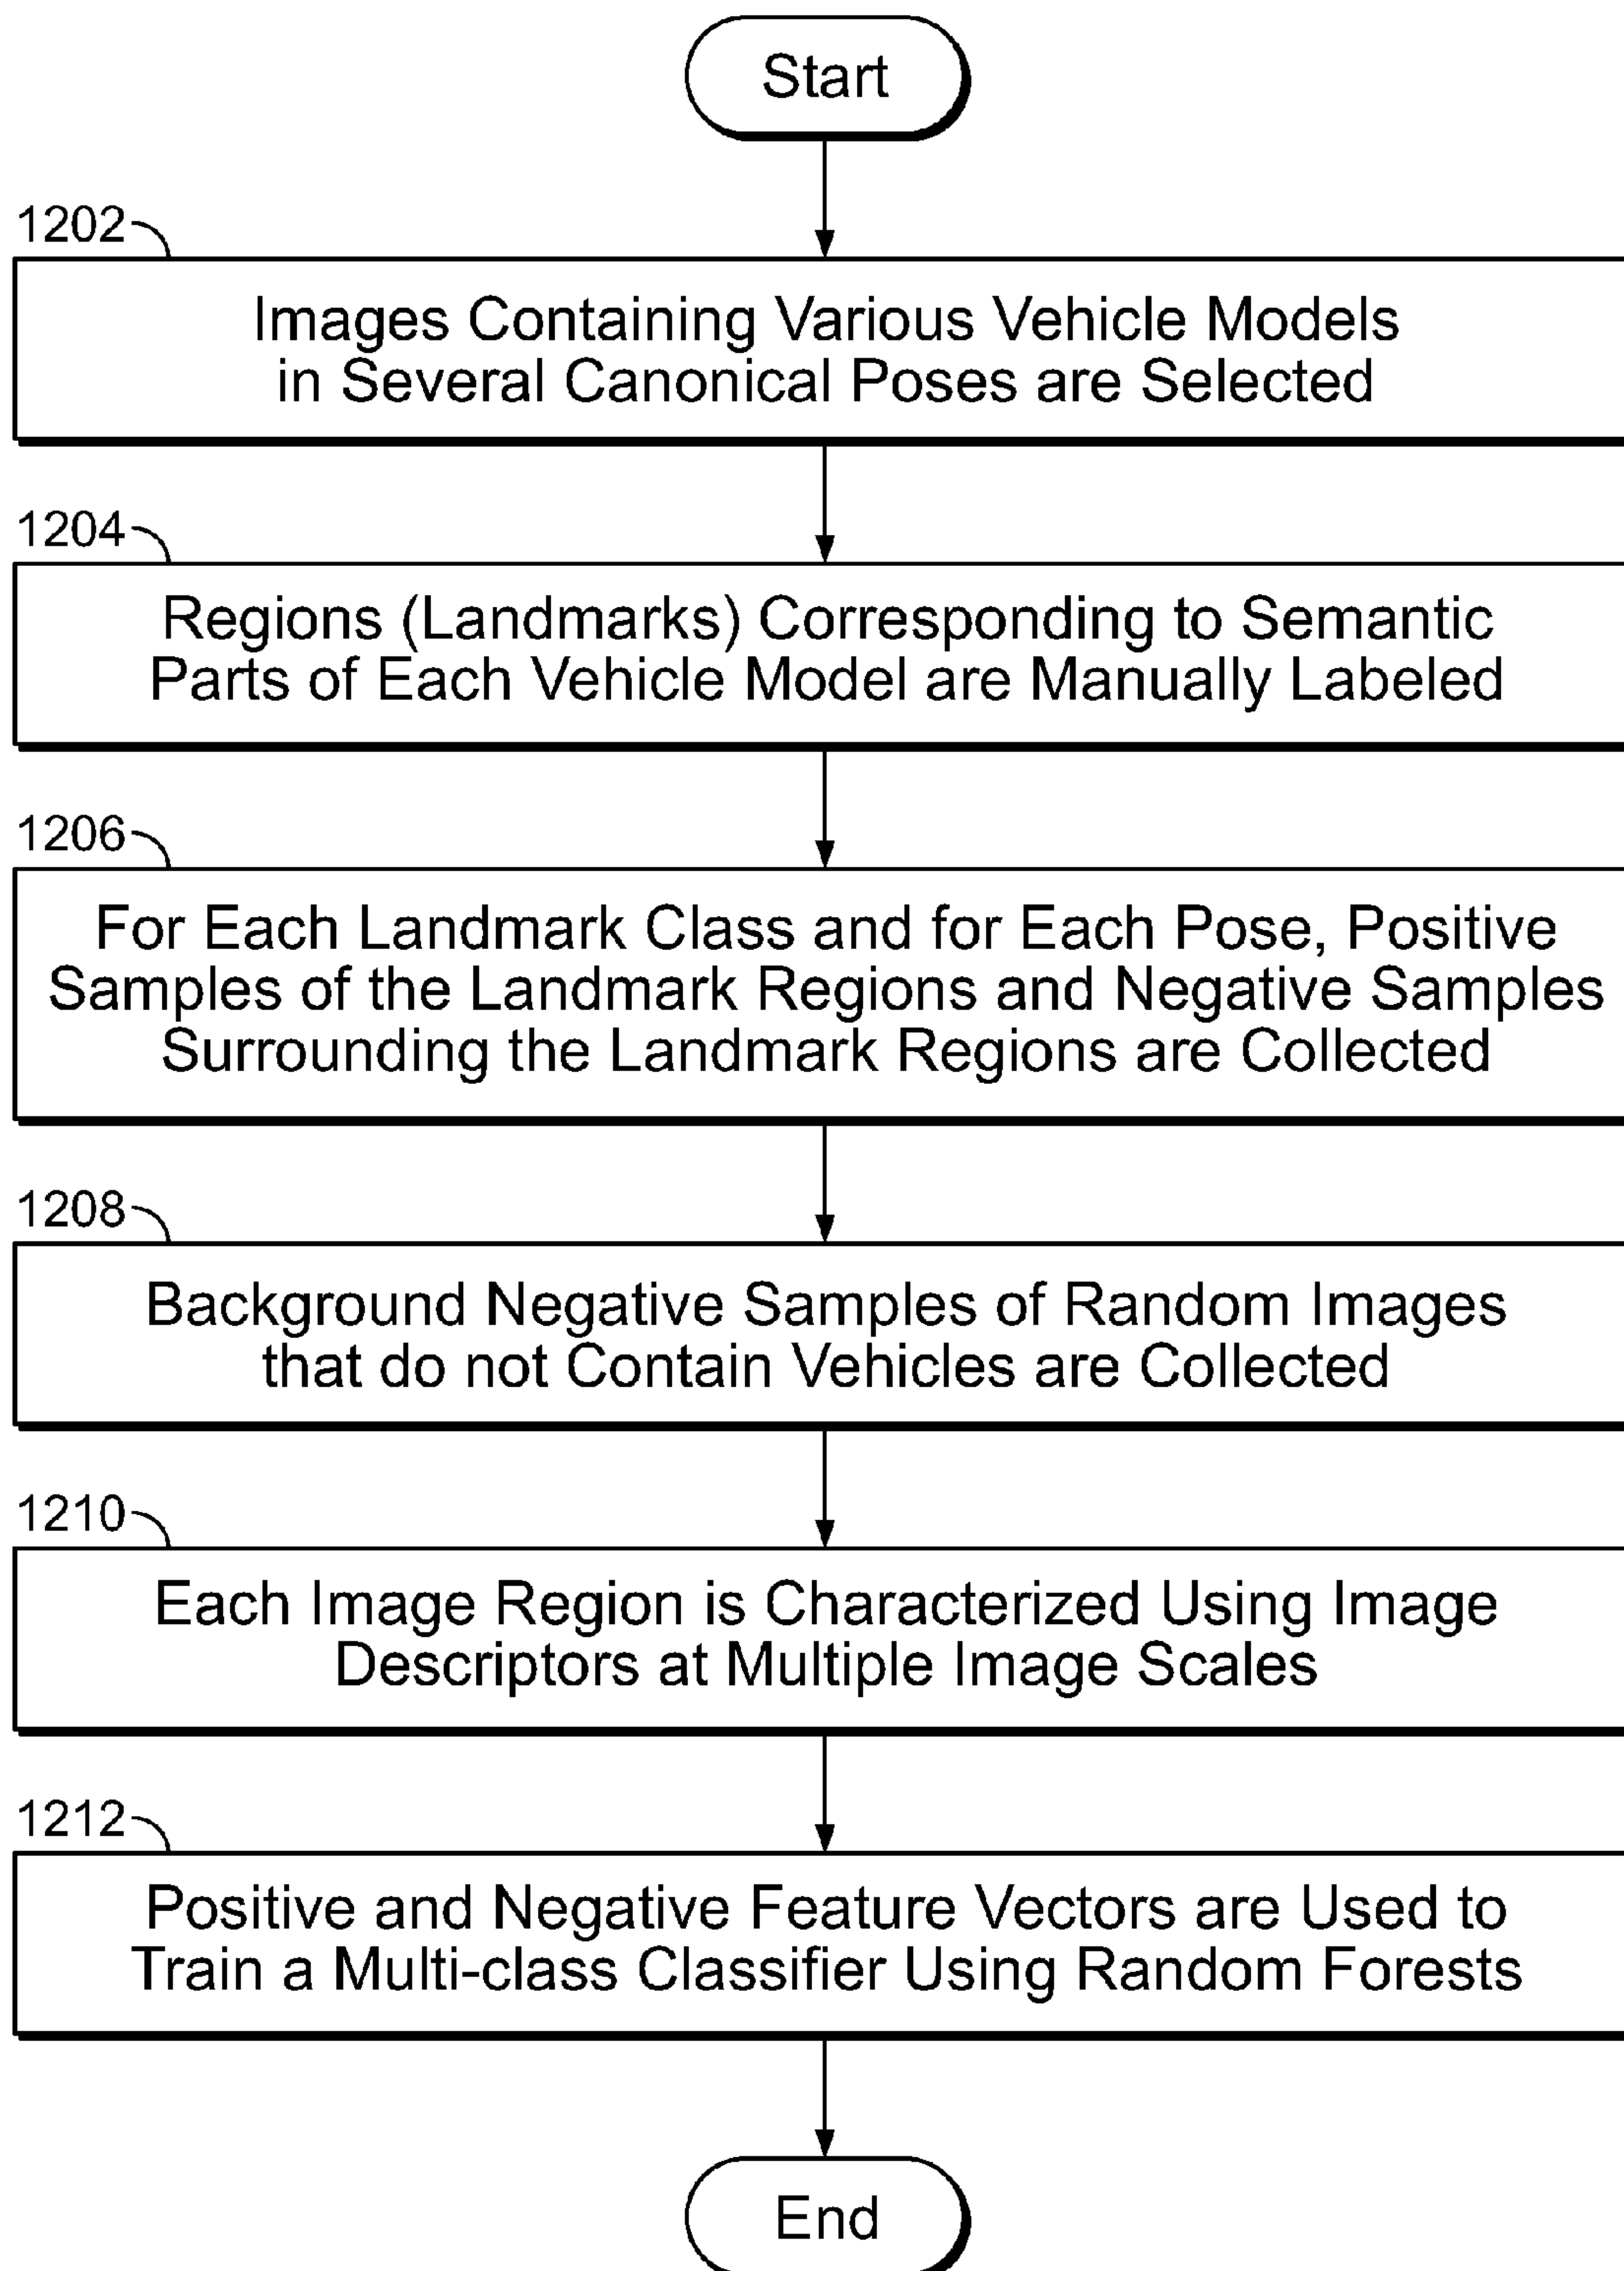 Start
1202
Images Containing Various Vehicle Models
in Several Canonical Poses are Selected
1204
Regions (Landmarks) Corresponding to Semantic
Parts of Each Vehicle Model are Manually Labeled
1206
For Each Landmark Class and for Each Pose, Positive
Samples of the Landmark Regions and Negative Samples
Surrounding the Landmark Regions are Collected
1208
Background Negative Samples of Random Images
that do not Contain Vehicles are Collected
1210
Each Image Region is Characterized Using Image
Descriptors at Multiple Image Scales
1212
Positive and Negative Feature Vectors are Used to
Train a Multi-class Classifier Using Random Forests
End